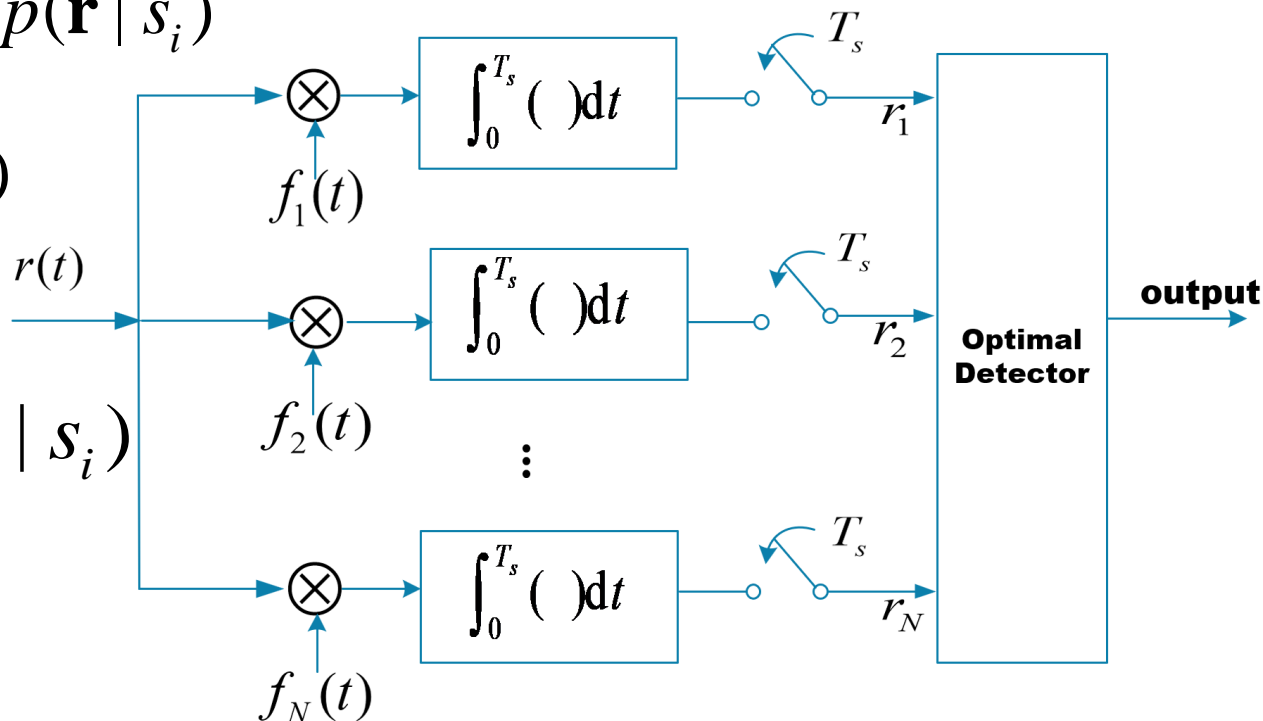 p(𝐫 | s_i)
T_s
∫_0^{T_s} ( )dt
r_1
)
f_1(t)
r(t)
T_s
∫_0^{T_s} ( )dt
output
r_2
Optimal
Detector
f_2(t)
| s_i)
⋮
T_s
∫_0^{T_s} ( )dt
r_N
f_N(t)